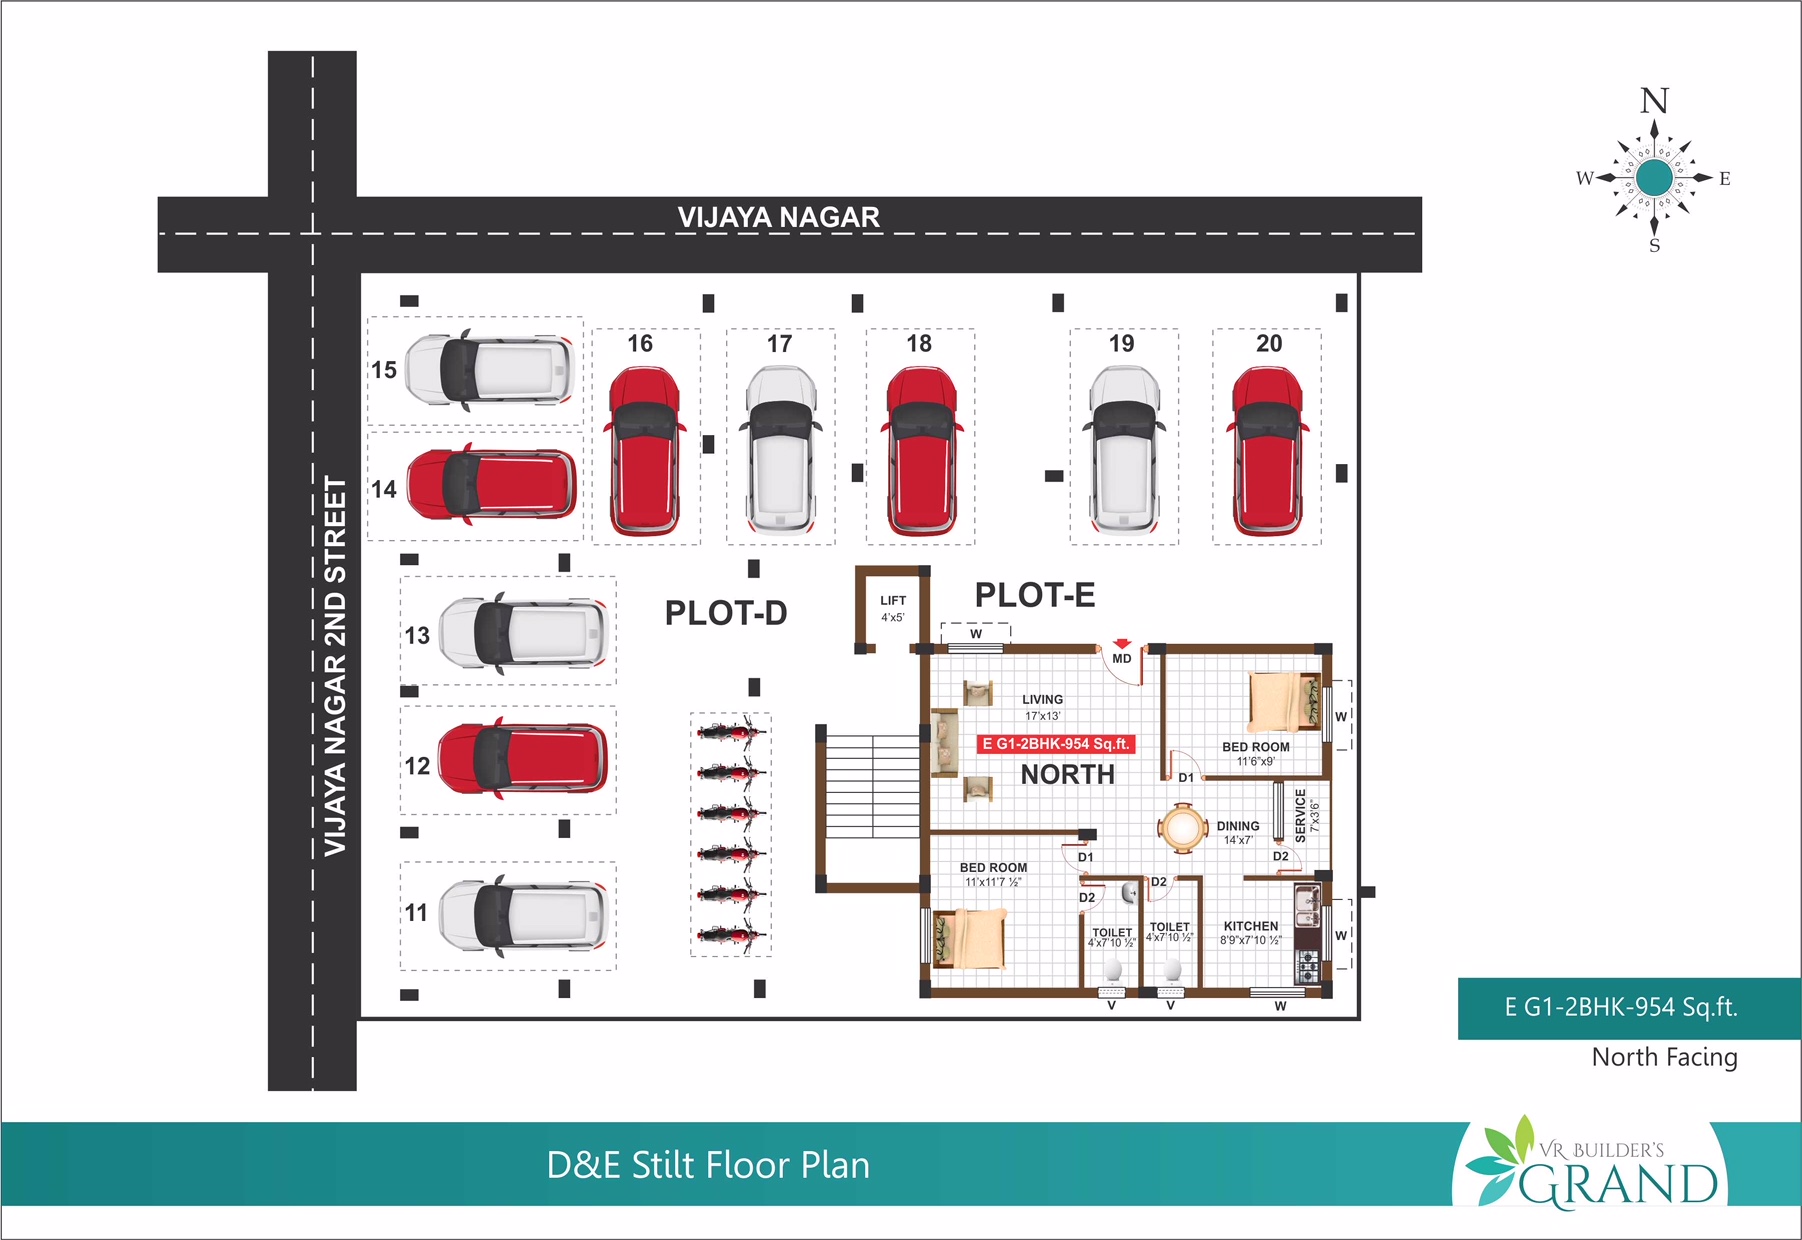 N
W
E
S
VIJAYA NAGAR
VIJAYA NAGAR 2ND STREET
15
16
17
18
19
20
14
13
12
11
PLOT-D
PLOT-E
LIFT
4'x5'
W
MD
LIVING
17'x13'
E G1-2BHK-954 Sq.ft.
NORTH
BED ROOM
11'6"x9'
W
D1
SERVICE
7'x3'6"
DINING
14'x7'
D2
D1
BED ROOM
11'x11'7 ½"
D2
D2
TOILET
4'x7'10 ½"
TOILET
4'x7'10 ½"
KITCHEN
8'9"x7'10 ½"
W
V
V
W
E G1-2BHK-954 Sq.ft.
North Facing
D&E Stilt Floor Plan
VR BUILDER'S
GRAND